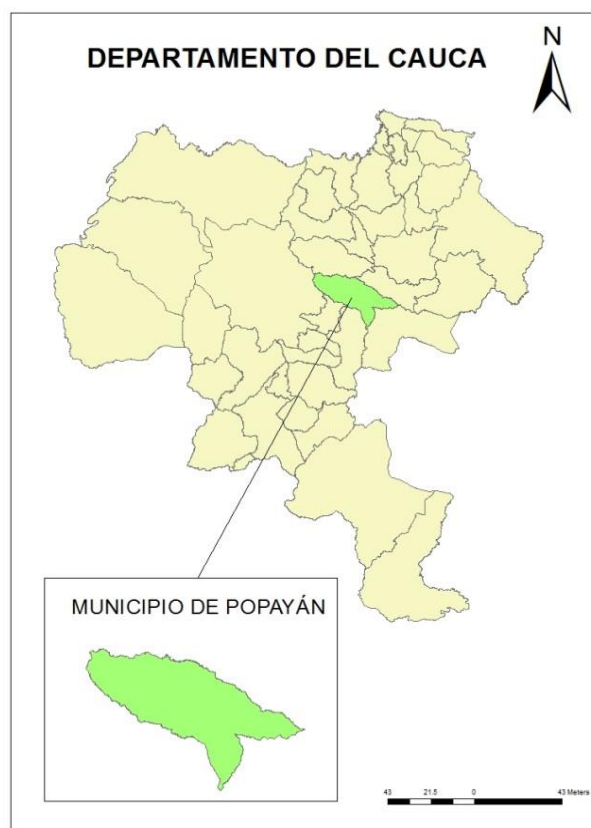 N
DEPARTAMENTO DEL CAUCA
MUNICIPIO DE POPAYÁN
43 21.5 0 43 Meters